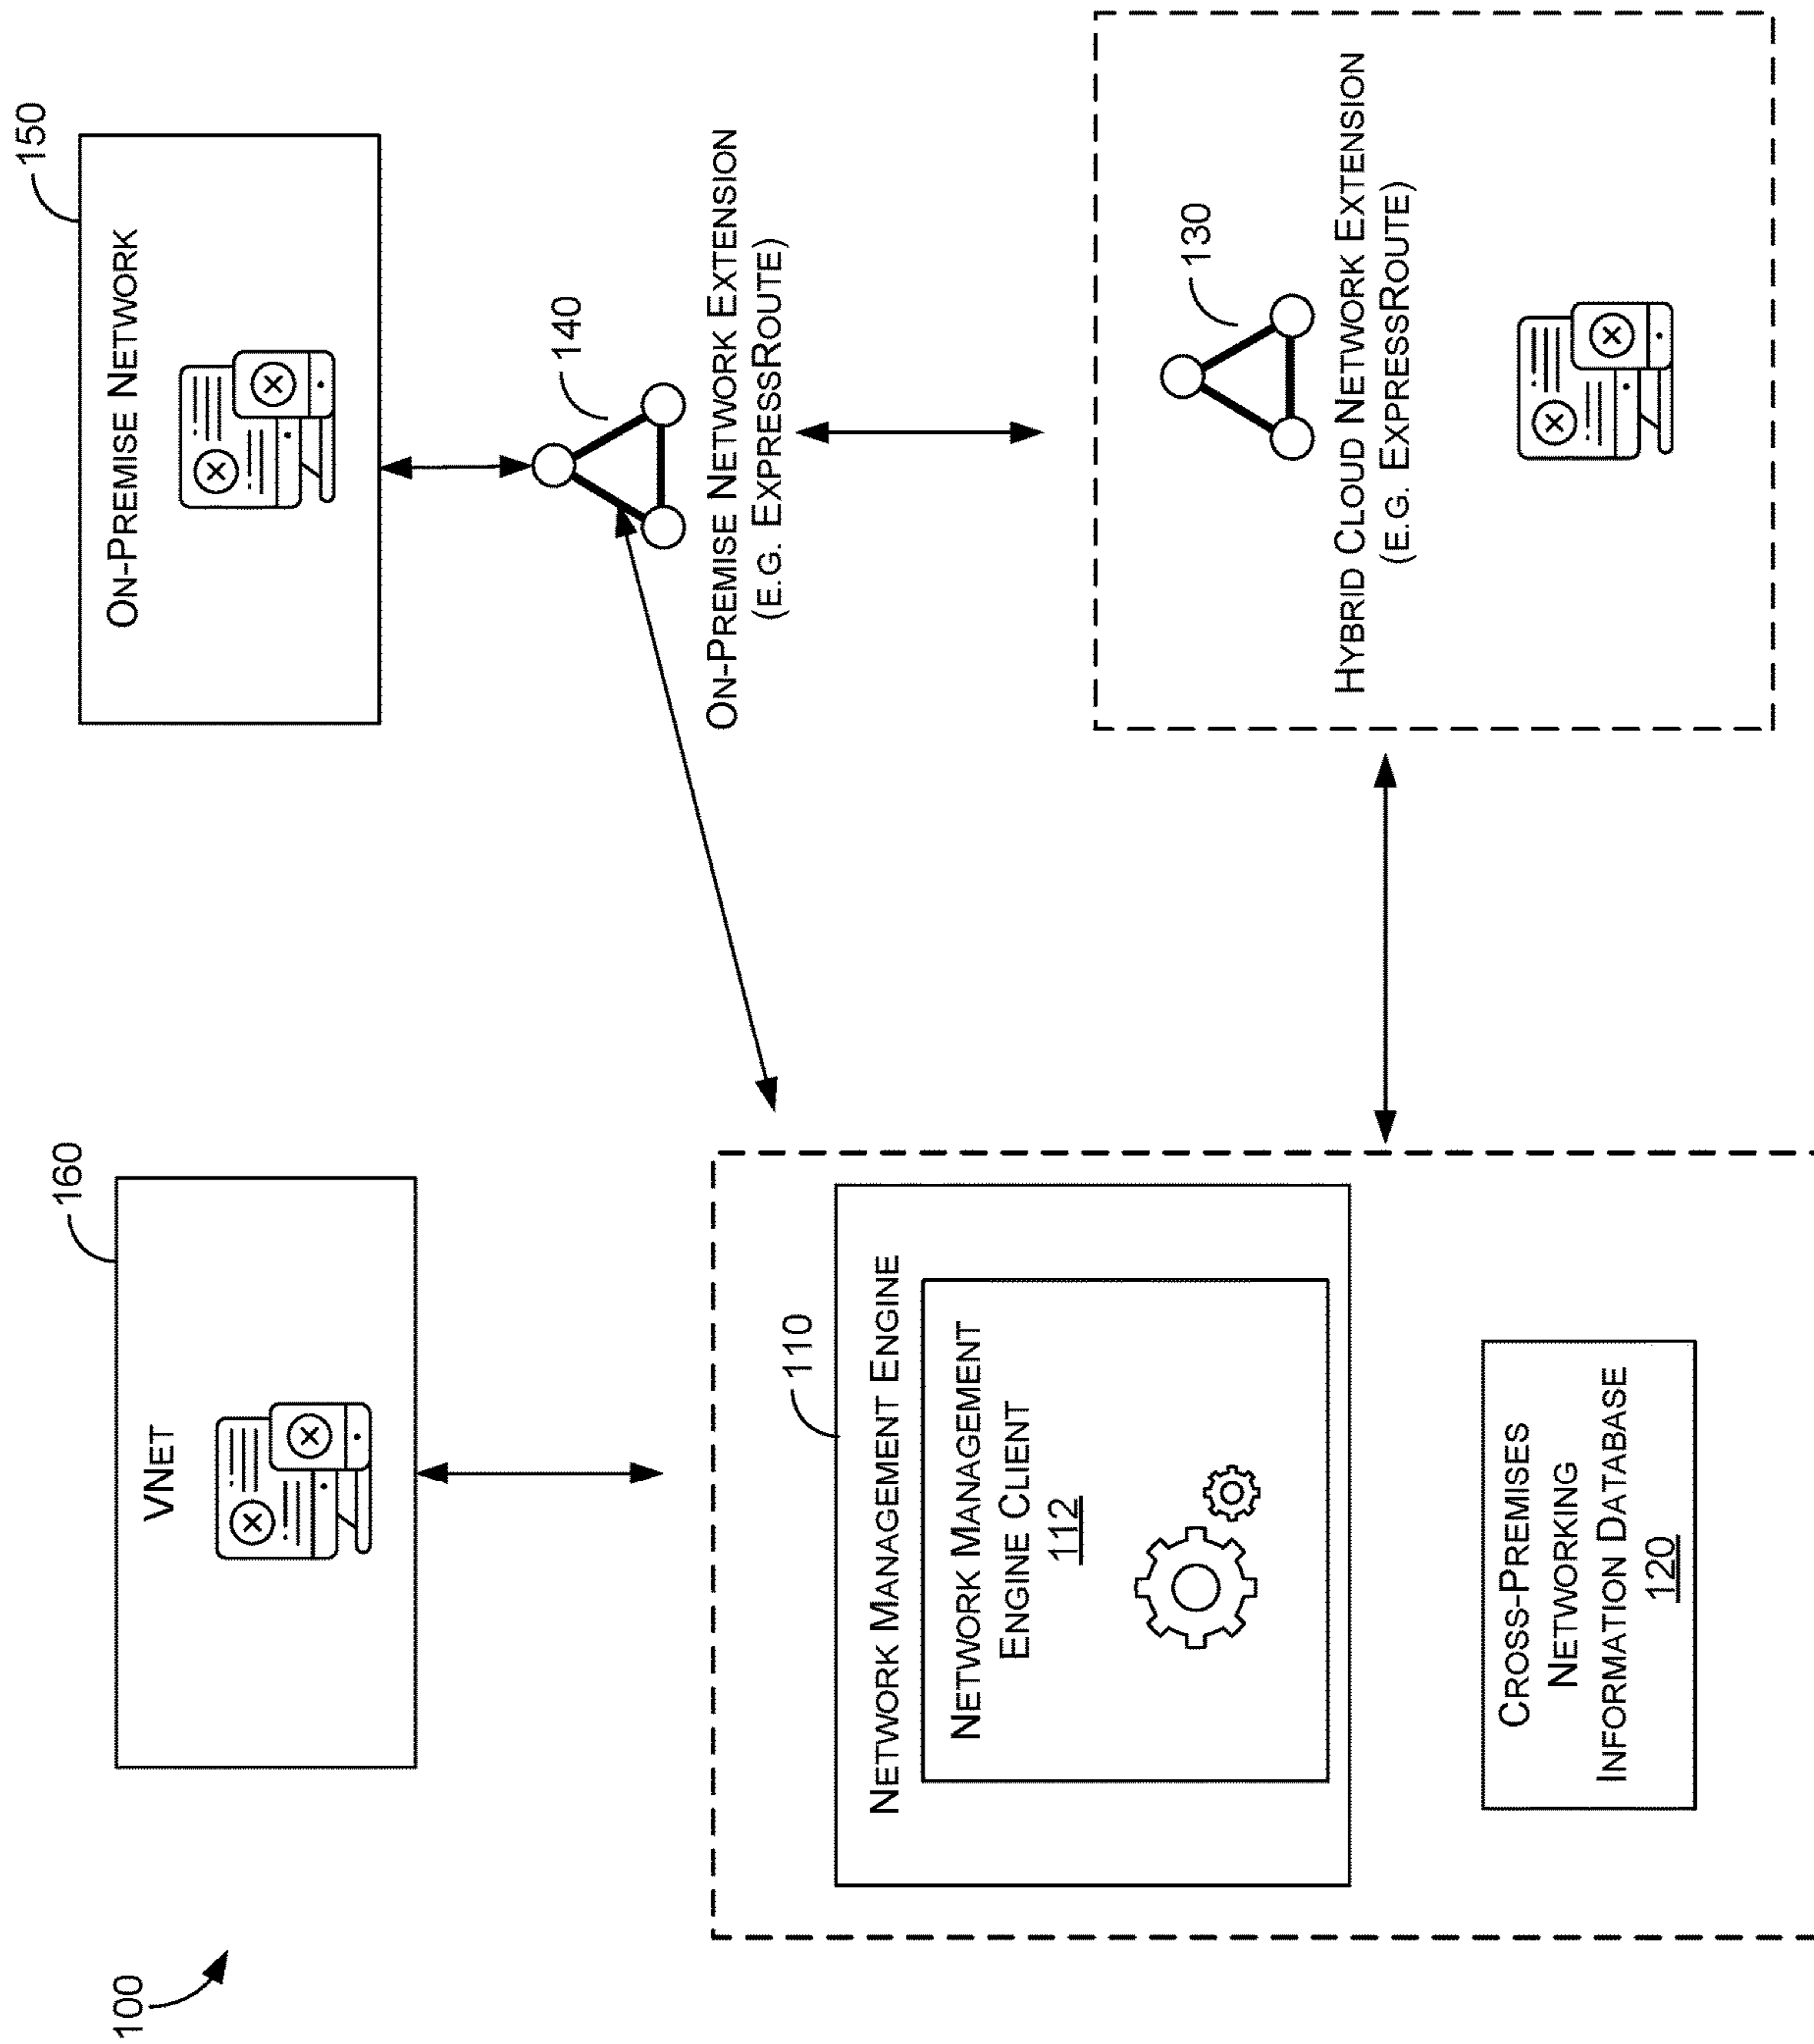 100
160
VNET
110
NETWORK MANAGEMENT ENGINE
NETWORK MANAGEMENT
ENGINE CLIENT
112
CROSS-PREMISES
NETWORKING
INFORMATION DATABASE
120
150
ON-PREMISE NETWORK
140
ON-PREMISE NETWORK EXTENSION
(E.G. EXPRESSROUTE)
130
HYBRID CLOUD NETWORK EXTENSION
(E.G. EXPRESSROUTE)